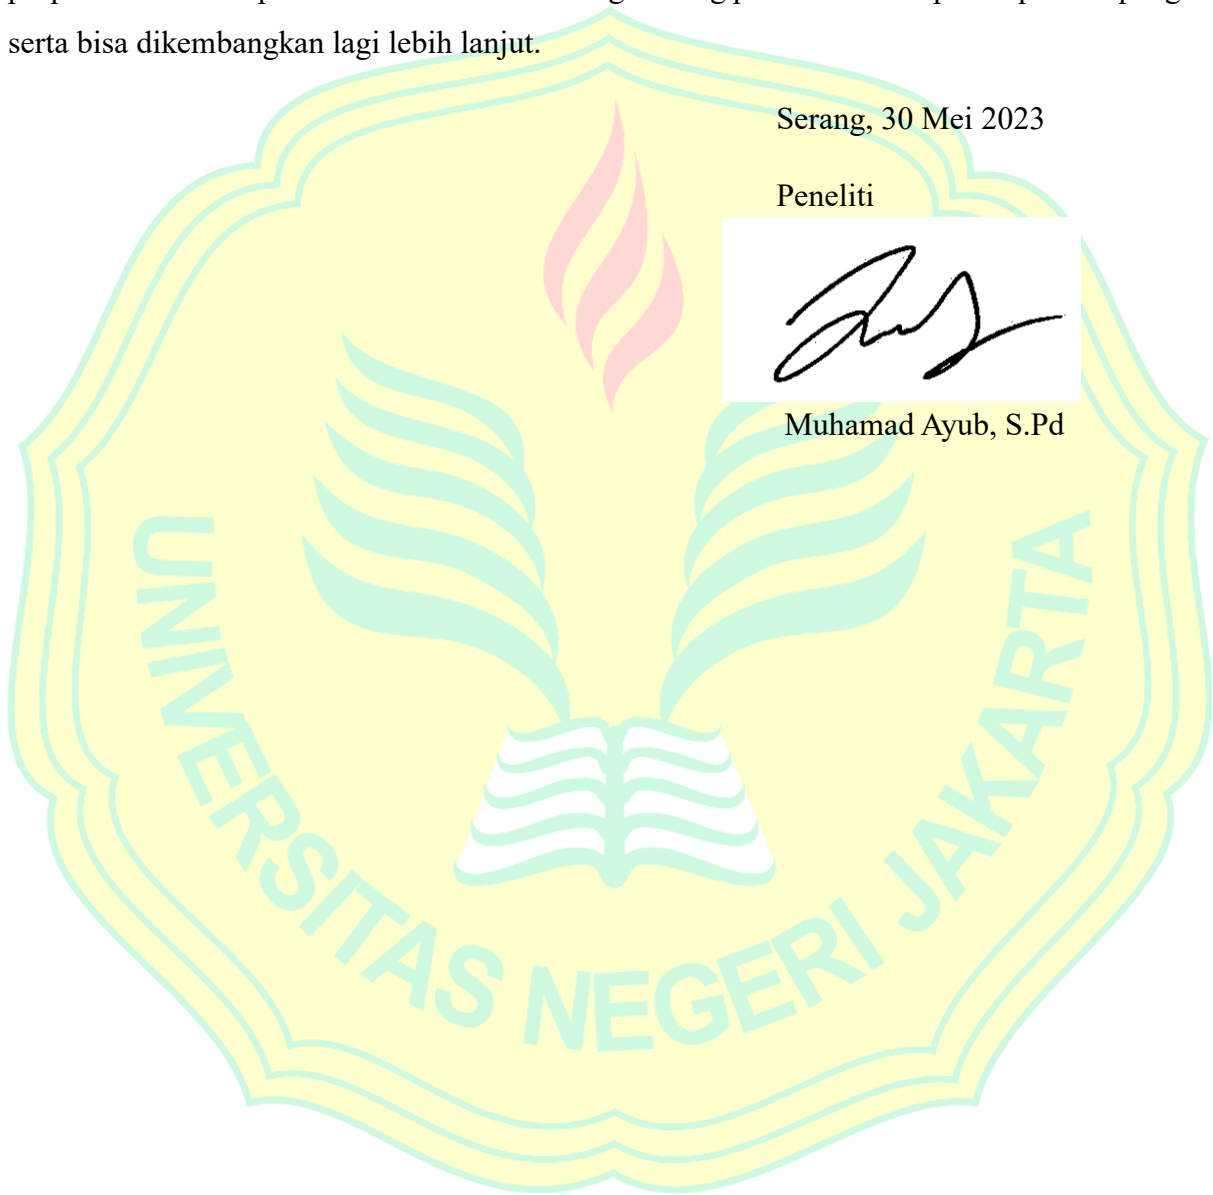 serta bisa dikembangkan lagi lebih lanjut.
Serang, 30 Mei 2023
Peneliti
Muhamad Ayub, S.Pd
UNIVERSITAS NEGERI JAKARTA